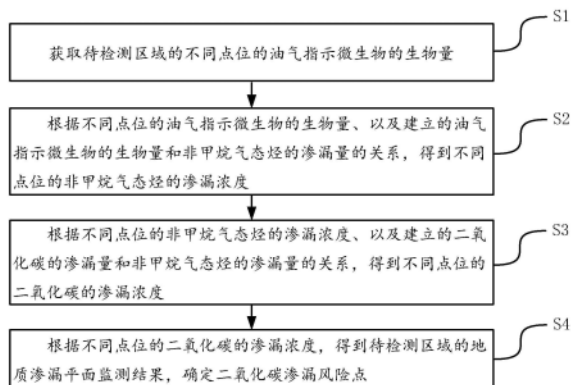 S1
获取待检测区域的不同点位的油气指示微生物的生物量
S2
根据不同点位的油气指示微生物的生物量、以及建立的油气
指示微生物的生物量和非甲烷气态烃的渗漏量的关系，得到不同
点位的非甲烷气态烃的渗漏浓度
S3
根据不同点位的非甲烷气态烃的渗漏浓度、以及建立的二氧
化碳的渗漏量和非甲烷气态烃的渗漏量的关系，得到不同点位的
二氧化碳的渗漏浓度
S4
根据不同点位的二氧化碳的渗漏浓度，得到待检测区域的地
质渗漏平面监测结果，确定二氧化碳渗漏风险点